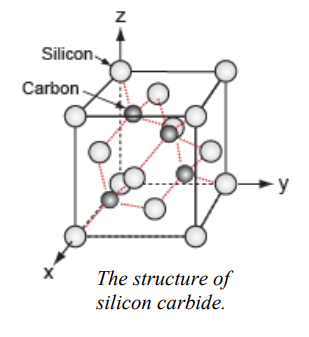 z
Silicon
Carbon
y
x
The structure of
silicon carbide.